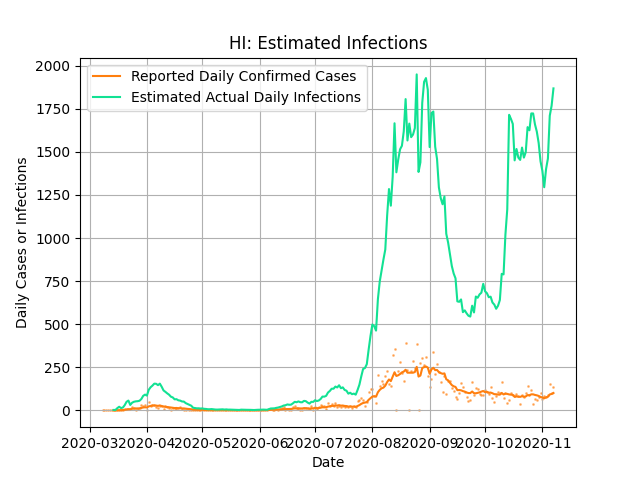 HI: Estimated Infections
Reported Daily Confirmed Cases
Estimated Actual Daily Infections
Daily Cases or Infections
2000
1750
1500
1250
1000
750
500
250
0
2020-03 2020-04 2020-05 2020-06 2020-07 2020-08 2020-09 2020-10 2020-11
Date